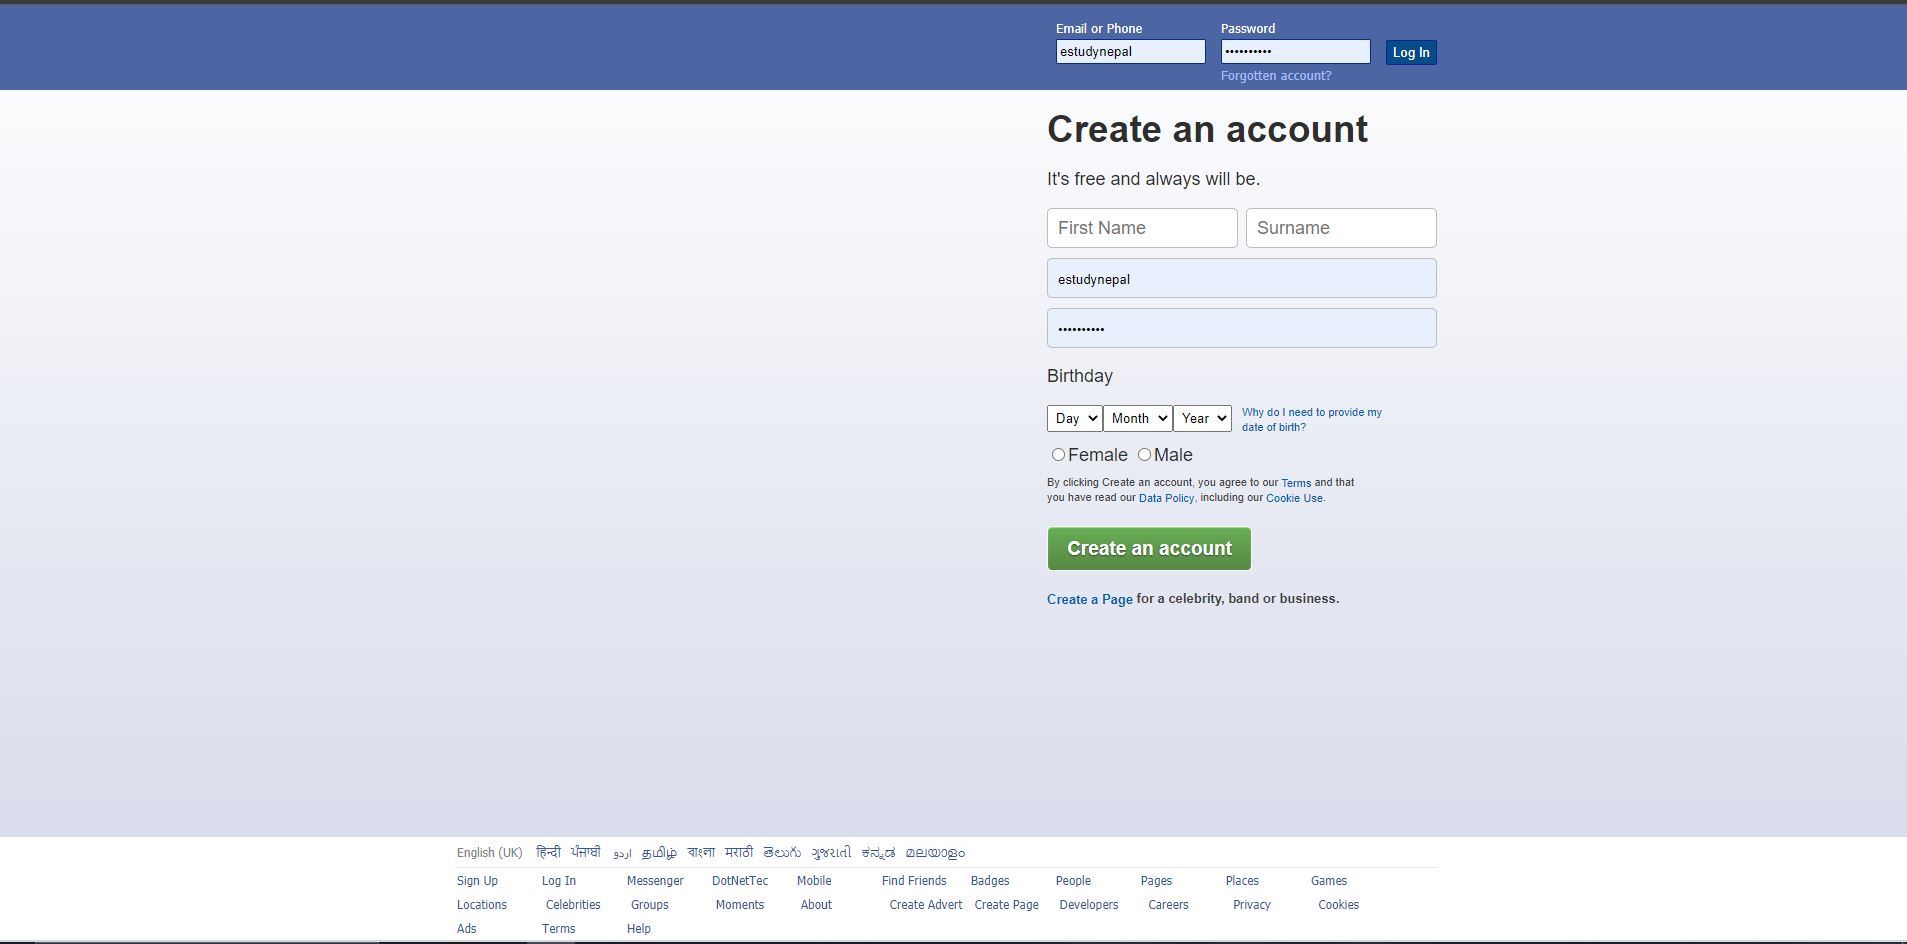 Email or Phone Password
estudynepal •••••••••• Log In
Forgotten account?
Create an account
It's free and always will be.
First Name Surname
estudynepal
••••••••••
Birthday
Day Month Year Why do I need to provide my
date of birth?
Female Male
By clicking Create an account, you agree to our Terms and that
you have read our Data Policy, including our Cookie Use.
Create an account
Create a Page for a celebrity, band or business.
English (UK) हिन्दी ਪੰਜਾਬੀ اردو தமிழ் বাংলা मराठी తెలుగు ગુજરાતી ಕನ್ನಡ മലയാളം
Sign Up Log In Messenger DotNetTec Mobile Find Friends Badges People Pages Places Games
Locations Celebrities Groups Moments About Create Advert Create Page Developers Careers Privacy Cookies
Ads Terms Help